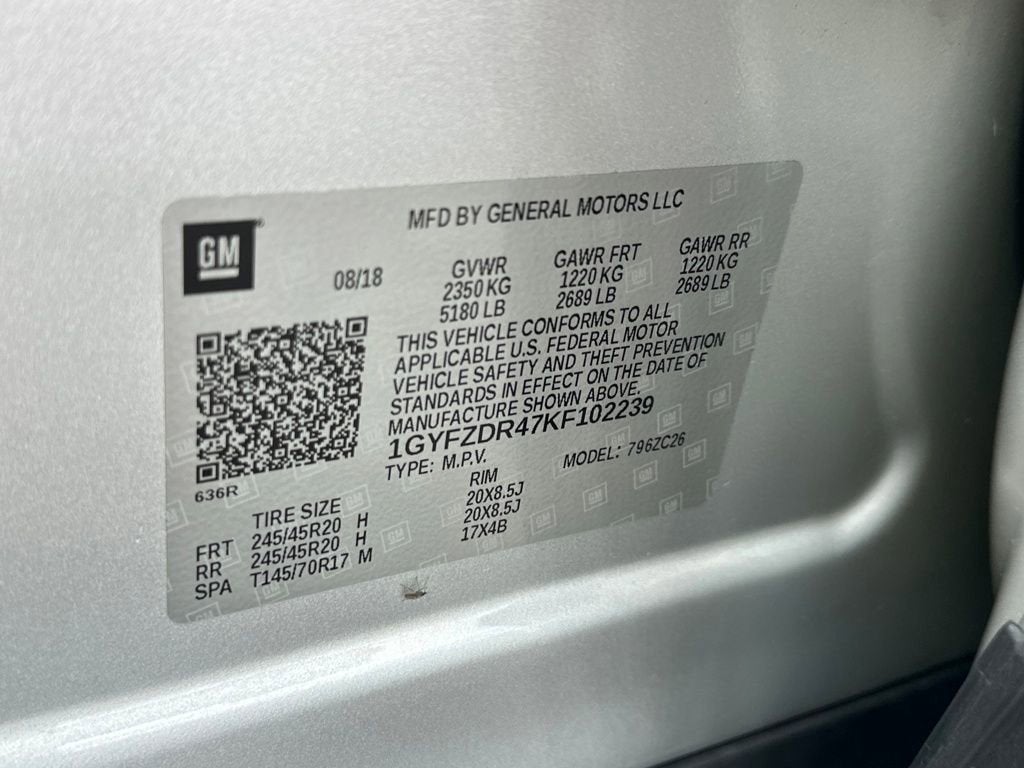 GM
MFD BY GENERAL MOTORS LLC
08/18
GVWR GAWR FRT GAWR RR
2350 KG 1220 KG 1220 KG
5180 LB 2689 LB 2689 LB
THIS VEHICLE CONFORMS TO ALL
APPLICABLE U.S. FEDERAL MOTOR
VEHICLE SAFETY AND THEFT PREVENTION
STANDARDS IN EFFECT ON THE DATE OF
MANUFACTURE SHOWN ABOVE.
1GYFZDR47KF102239
TYPE: M.P.V. MODEL: 796ZC26
636R
TIRE SIZE RIM
FRT 245/45R20 H 20X8.5J
RR 245/45R20 H 20X8.5J
SPA T145/70R17 M 17X4B